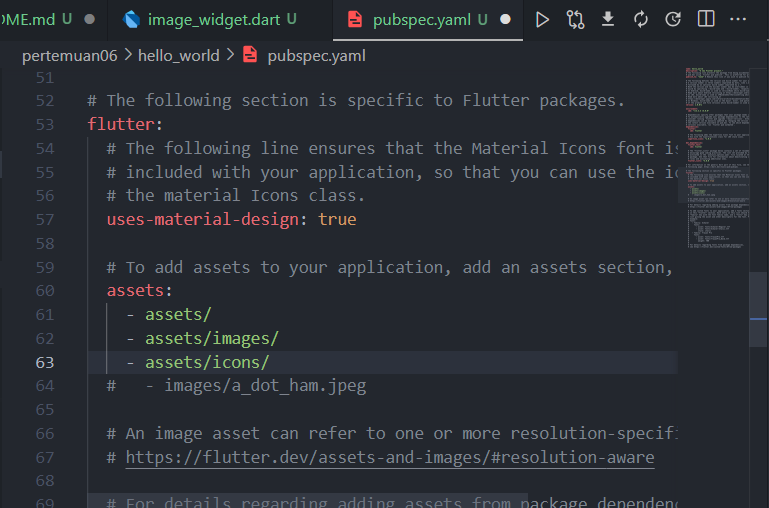 OME.md U
image_widget.dart U
pubspec.yaml U
pertemuan06 > hello_world > pubspec.yaml
51
52 # The following section is specific to Flutter packages.
53 flutter:
54 # The following line ensures that the Material Icons font is
55 # included with your application, so that you can use the ic
56 # the material Icons class.
57 uses-material-design: true
58
59 # To add assets to your application, add an assets section,
60 assets:
61 - assets/
62 - assets/images/
63 - assets/icons/
64 # - images/a_dot_ham.jpeg
65
66 # An image asset can refer to one or more resolution-specifi
67 # https://flutter.dev/assets-and-images/#resolution-aware
68
69 # For details regarding adding assets from package dependenc